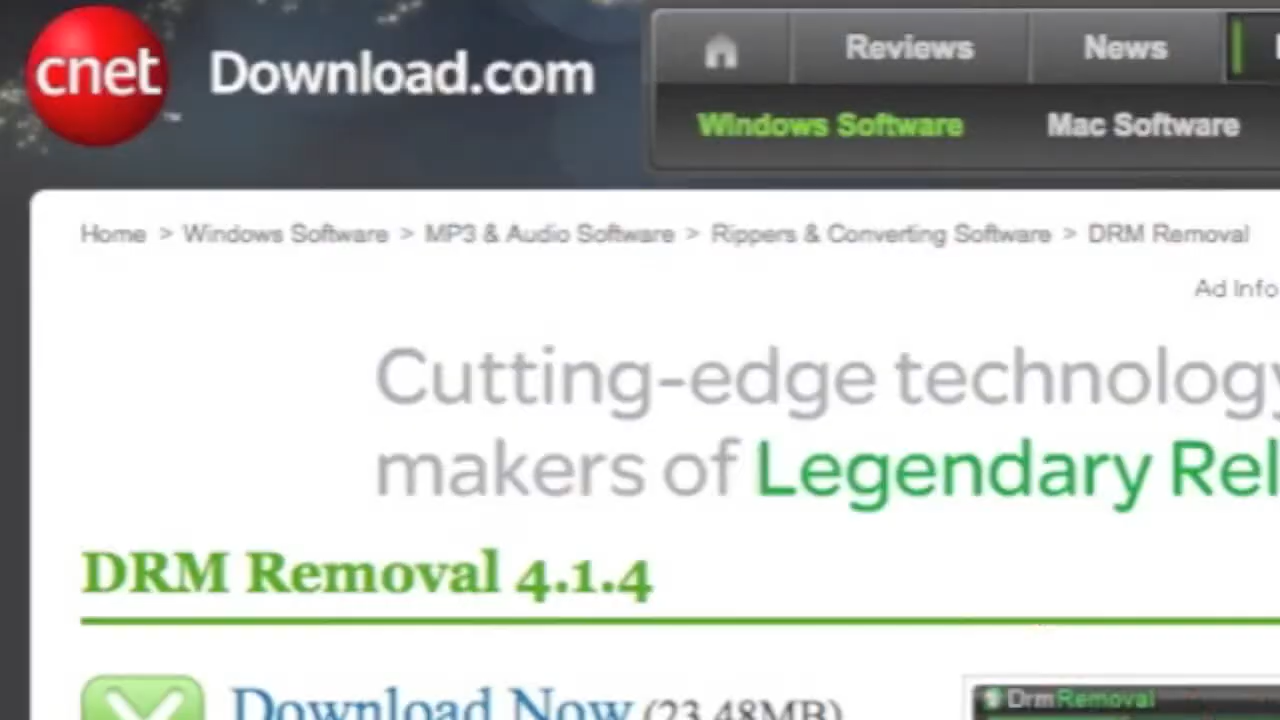 cnet Download.com
Reviews News
Windows Software Mac Software
Home > Windows Software > MP3 & Audio Software > Rippers & Converting Software > DRM Removal
Ad Info
Cutting-edge technology
makers of Legendary Rel
DRM Removal 4.1.4
Download Now (23.48MB)
DrmRemoval